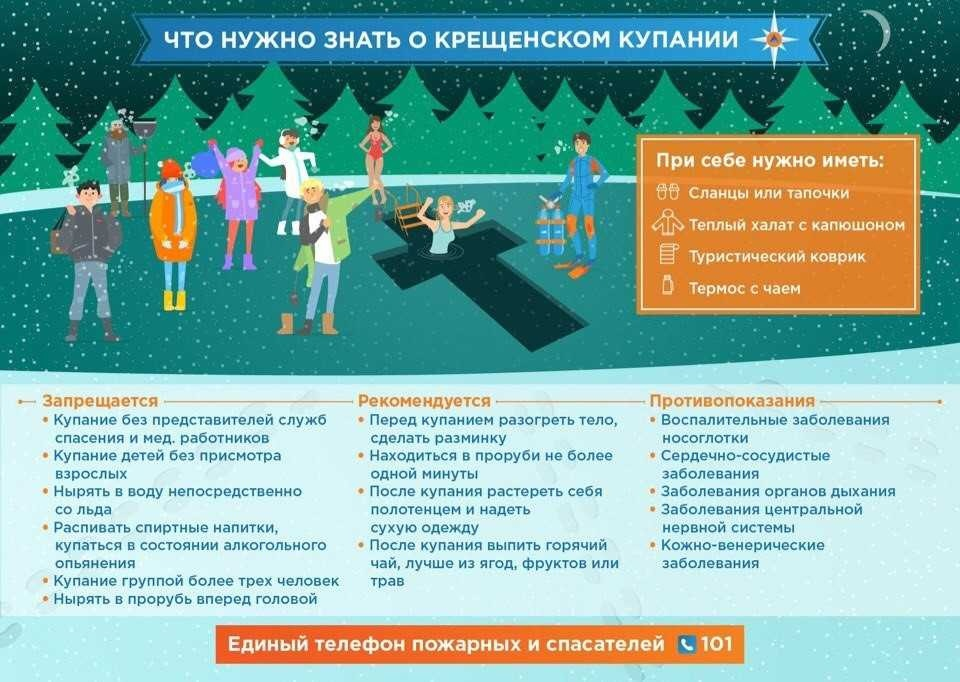 ЧТО НУЖНО ЗНАТЬ О КРЕЩЕНСКОМ КУПАНИИ
При себе нужно иметь:
Сланцы или тапочки
Теплый халат с капюшоном
Туристический коврик
Термос с чаем
Запрещается
• Купание без представителей служб
спасения и мед. работников
• Купание детей без присмотра
взрослых
• Нырять в воду непосредственно
со льда
• Распивать спиртные напитки,
купаться в состоянии алкогольного
опьянения
• Купание группой более трех человек
• Нырять в прорубь вперед головой
Рекомендуется
• Перед купанием разогреть тело,
сделать разминку
• Находиться в проруби не более
одной минуты
• После купания растереть себя
полотенцем и надеть
сухую одежду
• После купания выпить горячий
чай, лучше из ягод, фруктов или
трав
Противопоказания
• Воспалительные заболевания
носоглотки
• Сердечно-сосудистые
заболевания
• Заболевания органов дыхания
• Заболевания центральной
нервной системы
• Кожно-венерические
заболевания
Единый телефон пожарных и спасателей 101